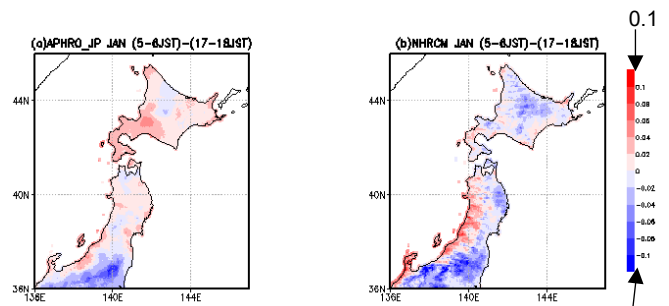 0.1
(a)APHRO_JP JAN (5-6JST)-(17-18JST)
(b)NHRCM JAN (5-6JST)-(17-18JST)
44N
40N
36N
136E 140E 144E
44N
40N
36N
136E 140E 144E
0.1
0.08
0.05
0.04
0.02
0
-0.02
-0.04
-0.06
-0.08
-0.1